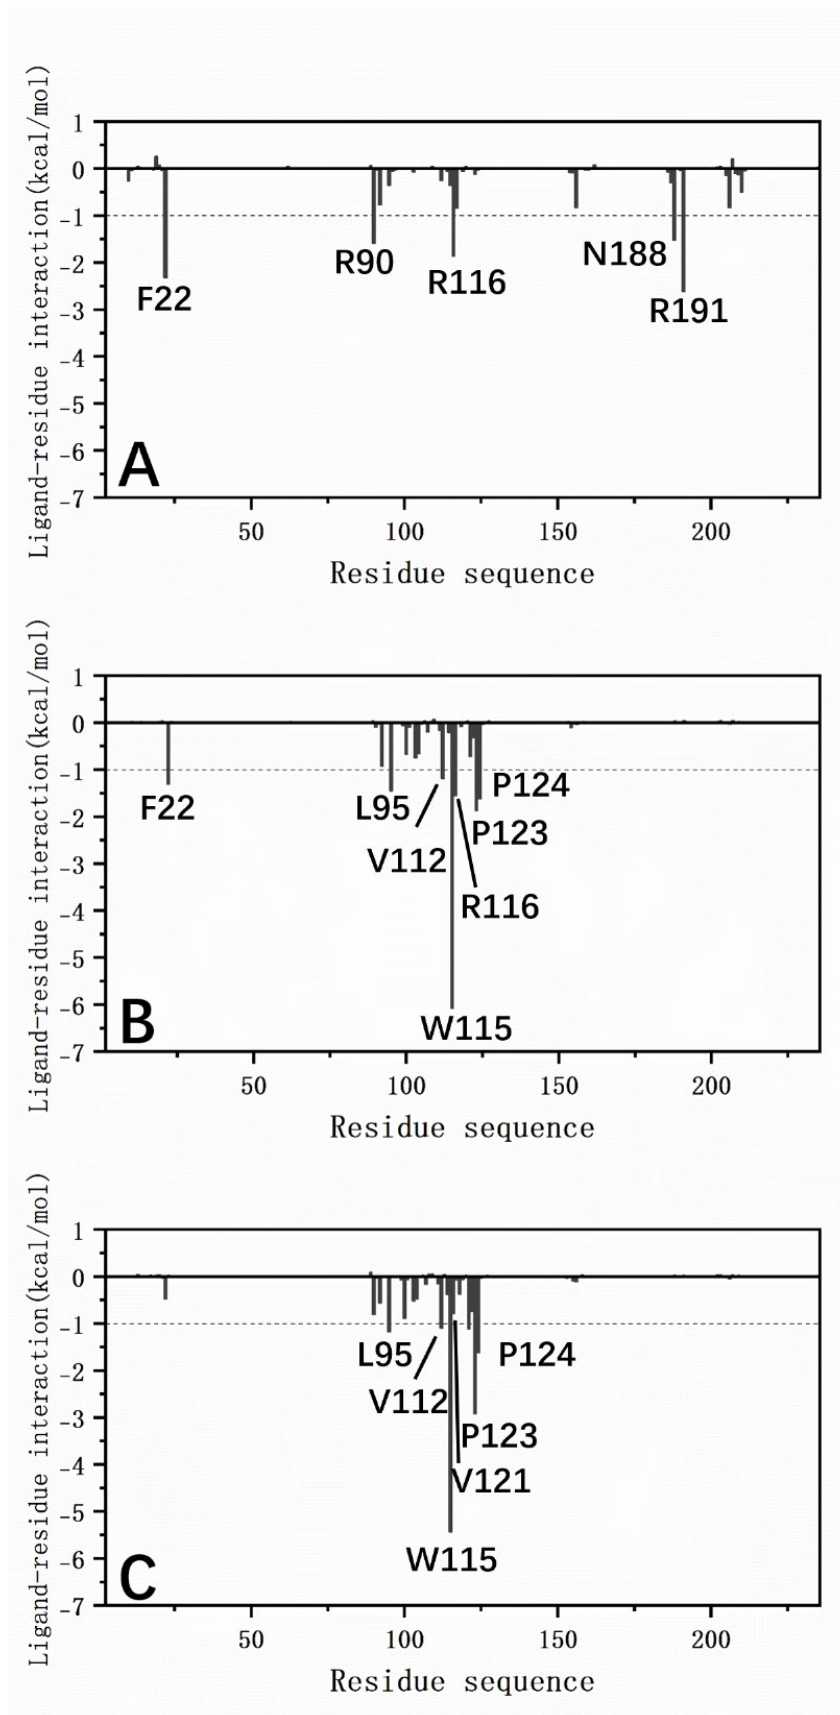 Ligand-residue interaction(kcal/mol)
1
0
-1
-2
-3
-4
-5
-6
-7
F22
R90
R116
N188
R191
A
50
100
150
200
Residue sequence
Ligand-residue interaction(kcal/mol)
1
0
-1
-2
-3
-4
-5
-6
-7
F22
L95
P124
P123
V112
R116
W115
B
50
100
150
200
Residue sequence
Ligand-residue interaction(kcal/mol)
1
0
-1
-2
-3
-4
-5
-6
-7
L95
P124
V112
P123
V121
W115
C
50
100
150
200
Residue sequence